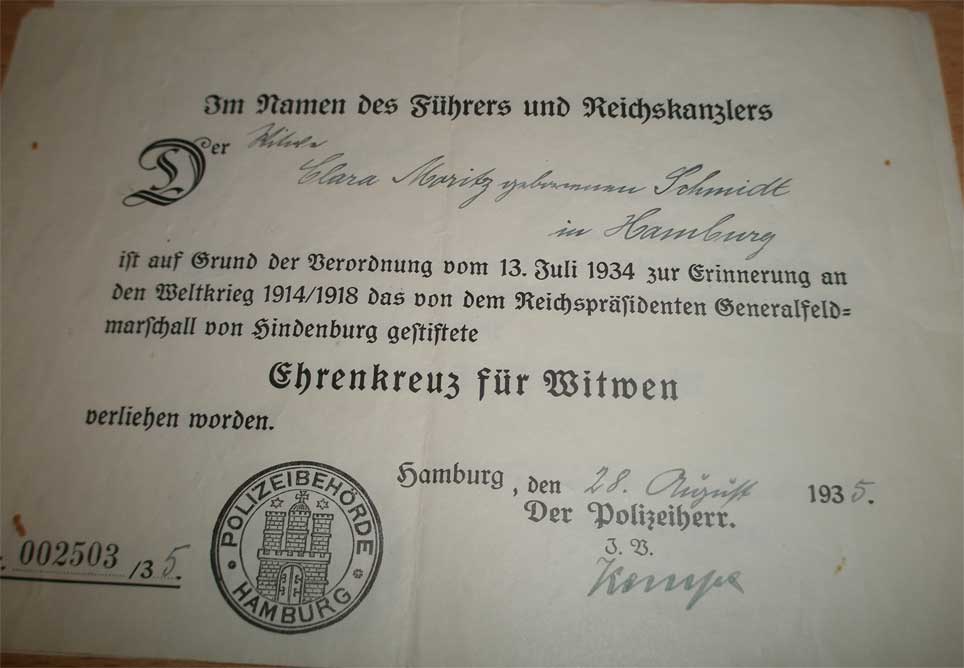 Im Namen des Führers und Reichskanzlers
Der Witwe
Clara Moritz geborenen Schmidt
in Hamburg
ist auf Grund der Verordnung vom 13. Juli 1934 zur Erinnerung an
den Weltkrieg 1914/1918 das von dem Reichspräsidenten Generalfeld=
marschall von Hindenburg gestiftete
Ehrenkreuz für Witwen
verliehen worden.
Hamburg, den 28. August 1935.
Der Polizeiherr.
J. V.
002503 /35.
POLIZEIBEHÖRDE
HAMBURG